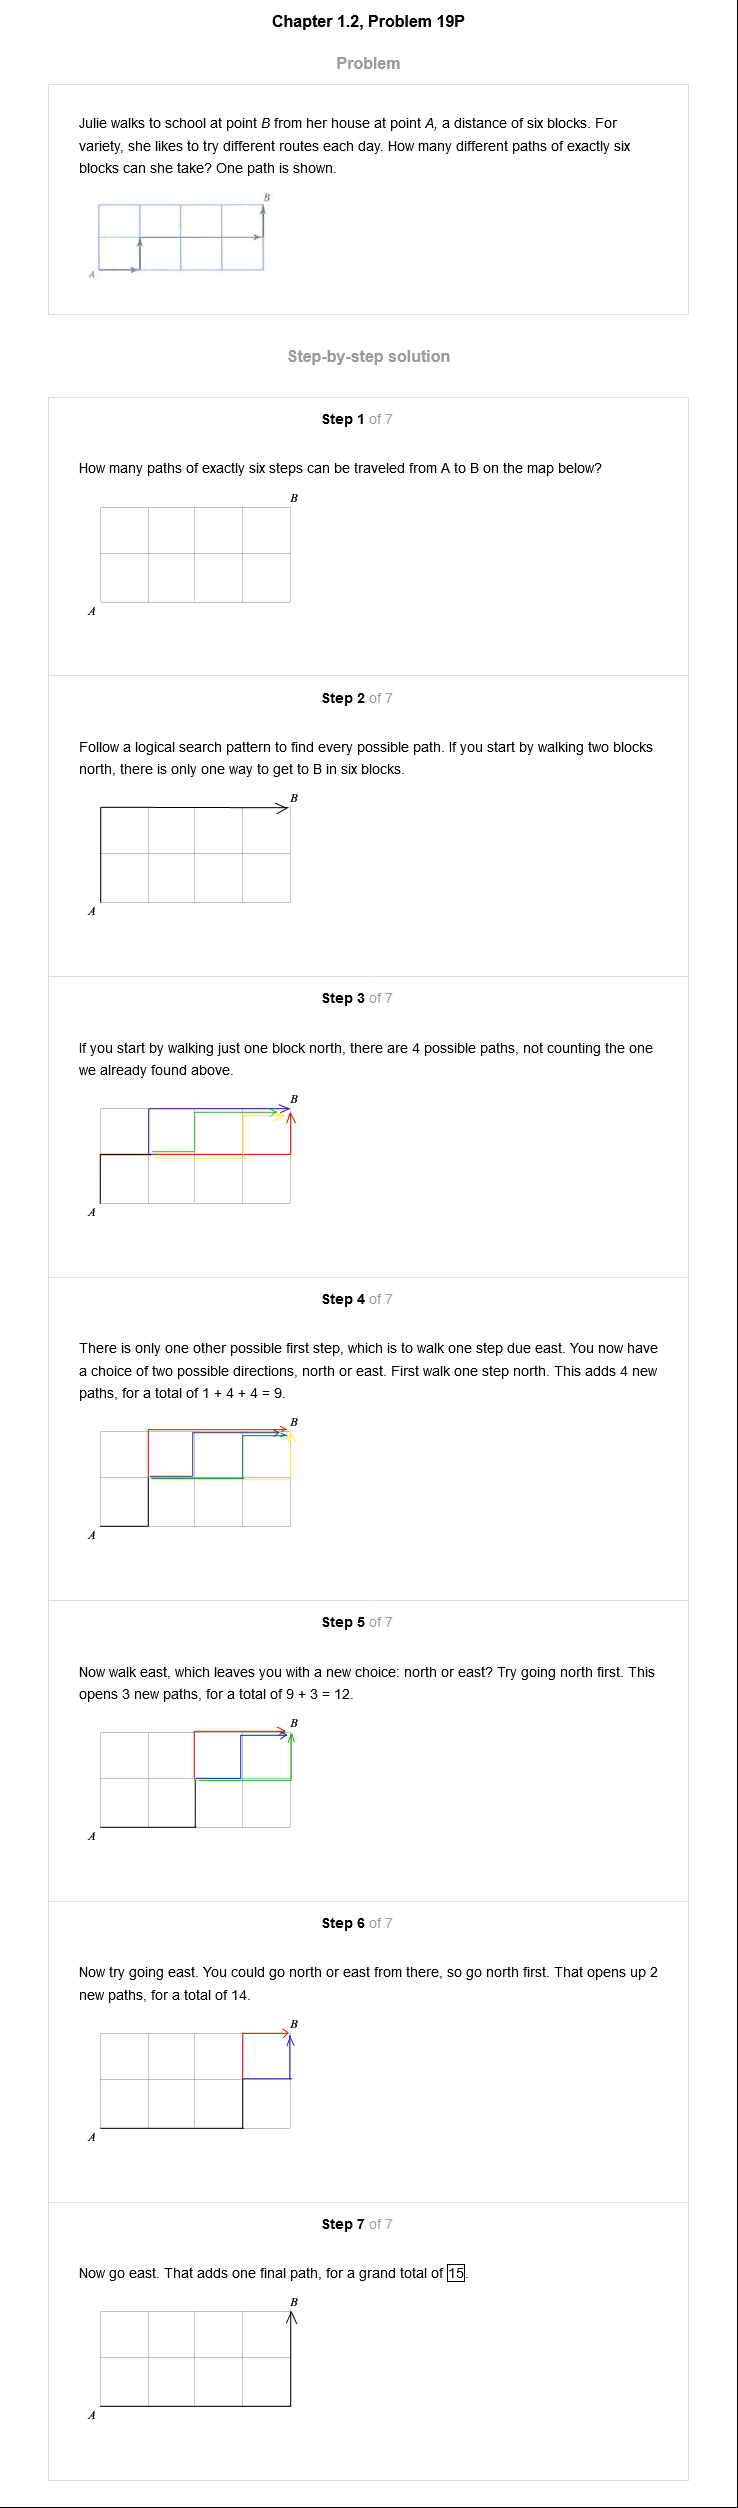 Chapter 1.2, Problem 19P
Problem
Julie walks to school at point B from her house at point A, a distance of six blocks. For
variety, she likes to try different routes each day. How many different paths of exactly six
blocks can she take? One path is shown.
B
A
Step-by-step solution
Step 1 of 7
How many paths of exactly six steps can be traveled from A to B on the map below?
B
A
Step 2 of 7
Follow a logical search pattern to find every possible path. If you start by walking two blocks
north, there is only one way to get to B in six blocks.
B
A
Step 3 of 7
If you start by walking just one block north, there are 4 possible paths, not counting the one
we already found above.
B
A
Step 4 of 7
There is only one other possible first step, which is to walk one step due east. You now have
a choice of two possible directions, north or east. First walk one step north. This adds 4 new
paths, for a total of 1 + 4 + 4 = 9.
B
A
Step 5 of 7
Now walk east, which leaves you with a new choice: north or east? Try going north first. This
opens 3 new paths, for a total of 9 + 3 = 12.
B
A
Step 6 of 7
Now try going east. You could go north or east from there, so go north first. That opens up 2
new paths, for a total of 14.
B
A
Step 7 of 7
Now go east. That adds one final path, for a grand total of 15.
B
A